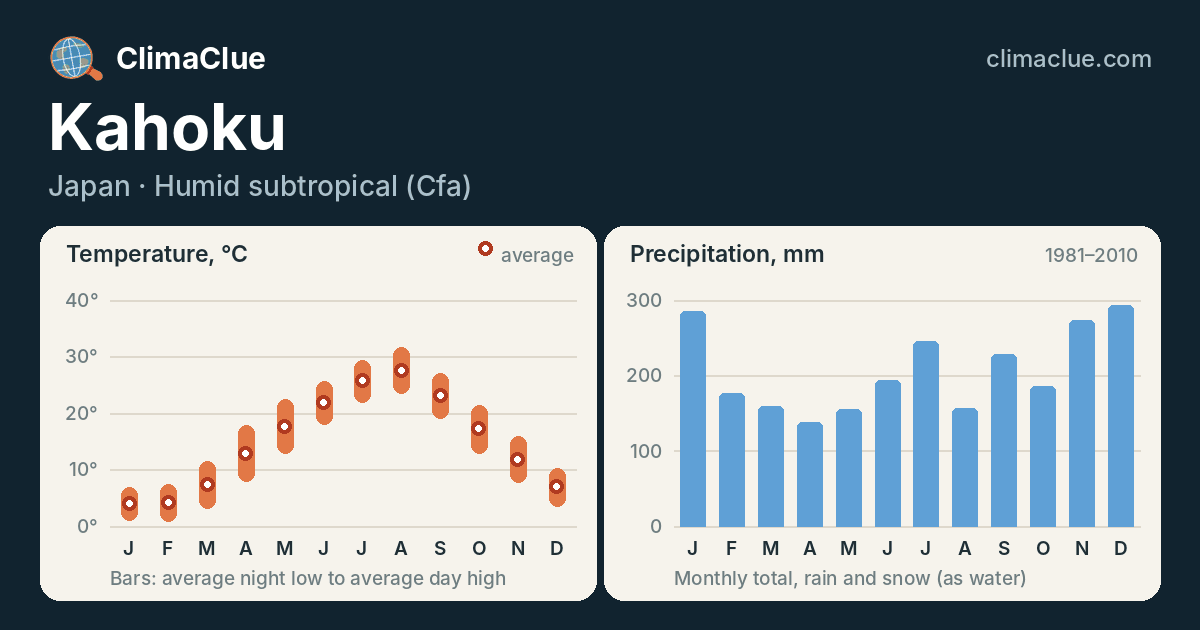 ClimaClue
climaclue.com
Kahoku
Japan · Humid subtropical (Cfa)
Temperature, °C
average
40°
30°
20°
10°
0°
J F M A M J J A S O N D
Bars: average night low to average day high
Precipitation, mm
1981–2010
300
200
100
0
J F M A M J J A S O N D
Monthly total, rain and snow (as water)